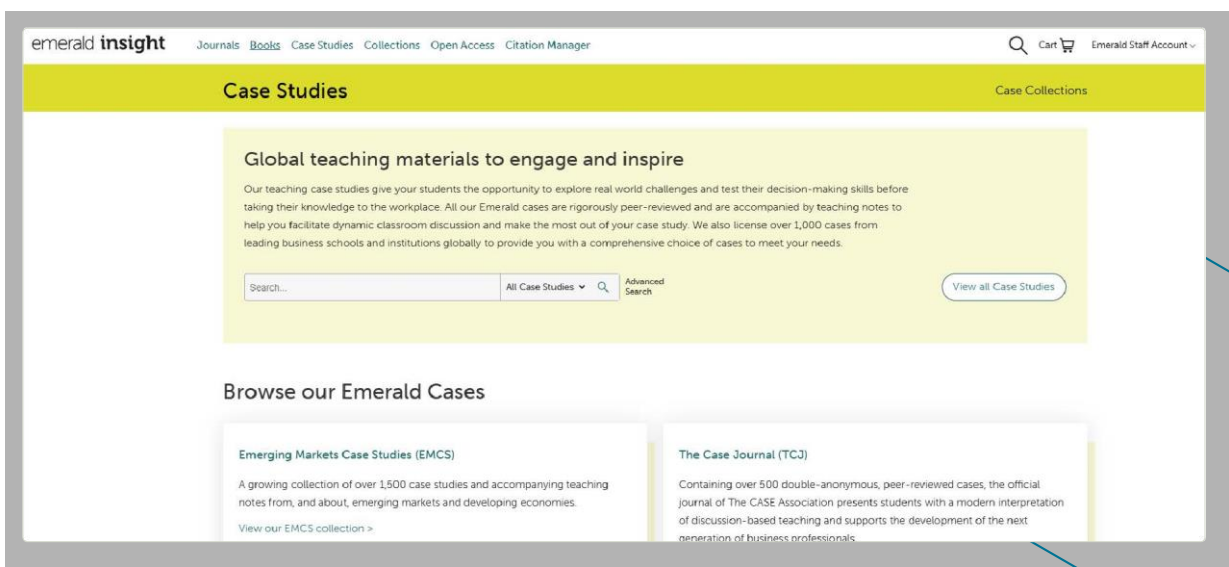 emerald insight
Journals Books Case Studies Collections Open Access Citation Manager
Cart
Emerald Staff Account
Case Studies
Case Collections
Global teaching materials to engage and inspire
Our teaching case studies give your students the opportunity to explore real world challenges and test their decision-making skills before
taking their knowledge to the workplace. All our Emerald cases are rigorously peer-reviewed and are accompanied by teaching notes to
help you facilitate dynamic classroom discussion and make the most out of your case study. We also license over 1,000 cases from
leading business schools and institutions globally to provide you with a comprehensive choice of cases to meet your needs.
Search...
All Case Studies
Advanced
Search
View all Case Studies
Browse our Emerald Cases
Emerging Markets Case Studies (EMCS)
A growing collection of over 1,500 case studies and accompanying teaching
notes from, and about, emerging markets and developing economies.
View our EMCS collection >
The Case Journal (TCJ)
Containing over 500 double-anonymous, peer-reviewed cases, the official
journal of The CASE Association presents students with a modern interpretation
of discussion-based teaching and supports the development of the next
generation of business professionals